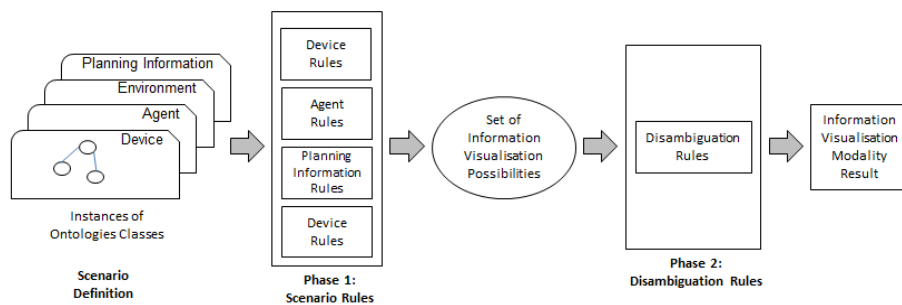 Planning Information
Environment
Agent
Device
Instances of
Ontologies Classes
Scenario
Definition
Device
Rules
Agent
Rules
Planning
Information Rules
Device
Rules
Phase 1:
Scenario Rules
Set of
Information
Visualisation
Possibilities
Disambiguation
Rules
Phase 2:
Disambiguation Rules
Information
Visualisation
Modality
Result